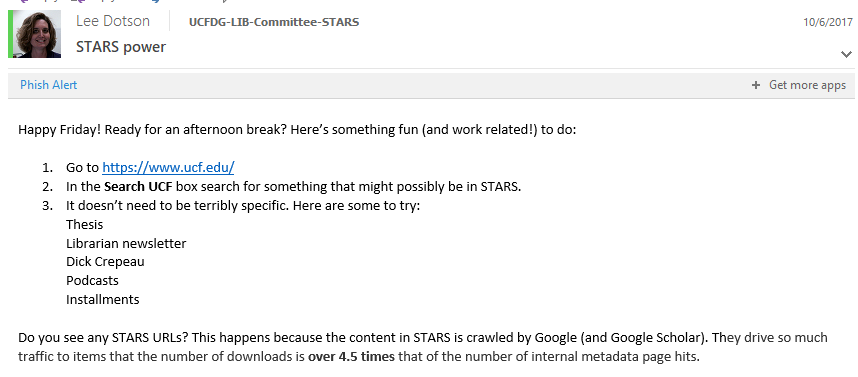 Lee Dotson
UCFDG-LIB-Committee-STARS
10/6/2017
STARS power
Phish Alert
+ Get more apps
Happy Friday! Ready for an afternoon break? Here's something fun (and work related!) to do:
1. Go to https://www.ucf.edu/
2. In the Search UCF box search for something that might possibly be in STARS.
3. It doesn't need to be terribly specific. Here are some to try:
Thesis
Librarian newsletter
Dick Crepeau
Podcasts
Installments
Do you see any STARS URLs? This happens because the content in STARS is crawled by Google (and Google Scholar). They drive so much
traffic to items that the number of downloads is over 4.5 times that of the number of internal metadata page hits.